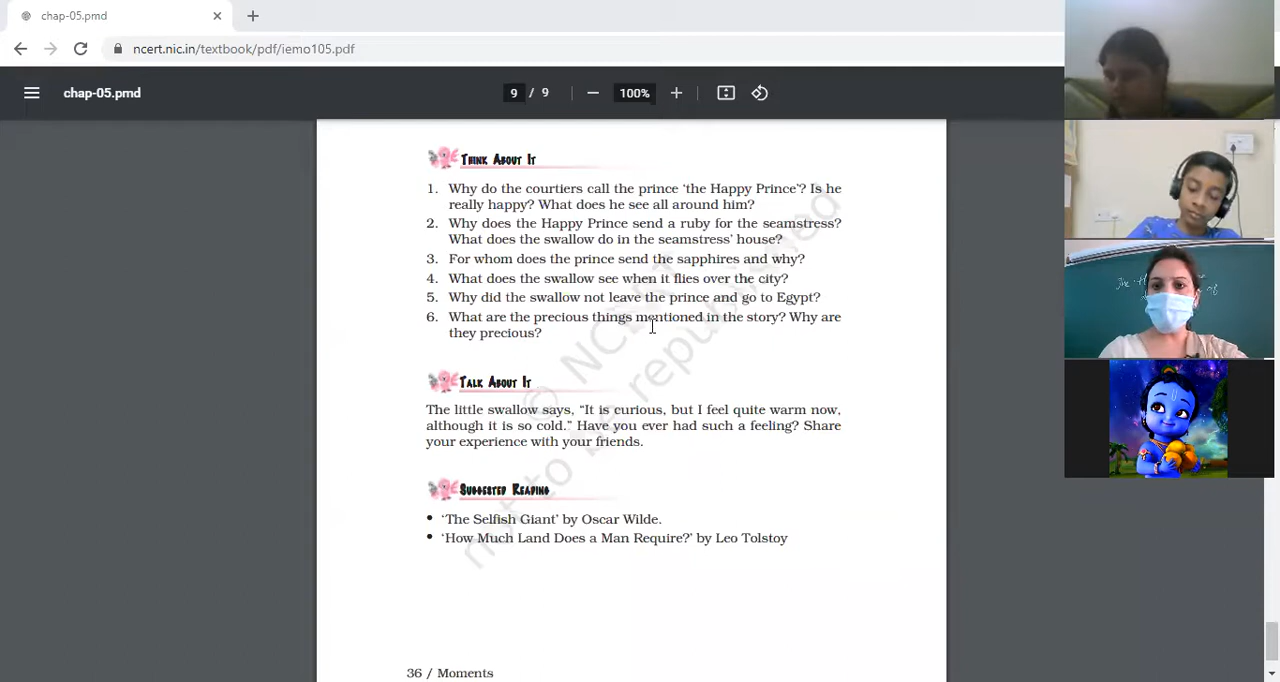 chap-05.pmd
ncert.nic.in/textbook/pdf/iemo105.pdf
chap-05.pmd
9 / 9
100%
Think About It
1. Why do the courtiers call the prince ‘the Happy Prince’? Is he
really happy? What does he see all around him?
2. Why does the Happy Prince send a ruby for the seamstress?
What does the swallow do in the seamstress’ house?
3. For whom does the prince send the sapphires and why?
4. What does the swallow see when it flies over the city?
5. Why did the swallow not leave the prince and go to Egypt?
6. What are the precious things mentioned in the story? Why are
they precious?
Talk About It
The little swallow says, “It is curious, but I feel quite warm now,
although it is so cold.” Have you ever had such a feeling? Share
your experience with your friends.
Suggested Reading
• ‘The Selfish Giant’ by Oscar Wilde.
• ‘How Much Land Does a Man Require?’ by Leo Tolstoy
36 / Moments
© NCERT
not to be republished
The
of